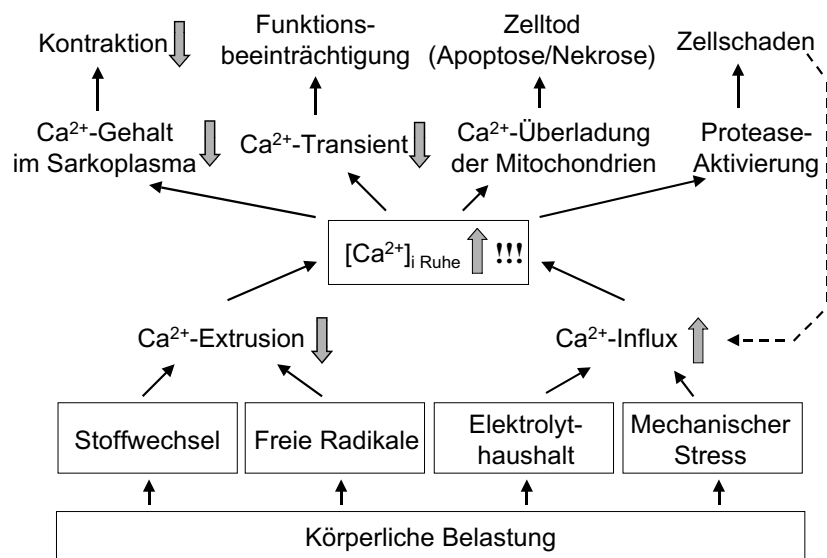 Kontraktion
Funktions-
beeinträchtigung
Zelltod
(Apoptose/Nekrose)
Zellschaden
Ca²⁺-Gehalt
im Sarkoplasma
Ca²⁺-Transient
Ca²⁺-Überladung
der Mitochondrien
Protease-
Aktivierung
[Ca²⁺]i Ruhe !!!
Ca²⁺-Extrusion
Ca²⁺-Influx
Stoffwechsel
Freie Radikale
Elektrolyt-
haushalt
Mechanischer
Stress
Körperliche Belastung